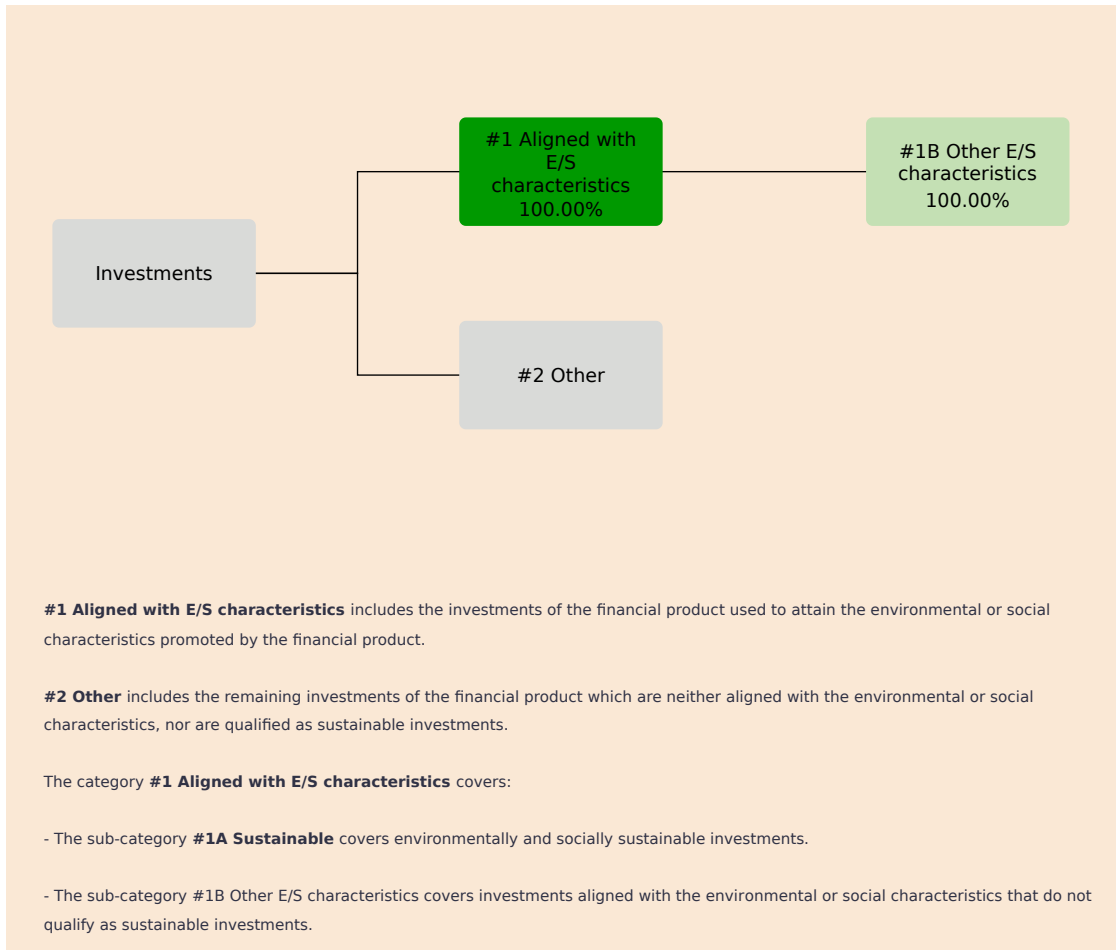 #1 Aligned with
E/S
characteristics
100.00%
#1B Other E/S
characteristics
100.00%
Investments
#2 Other
#1 Aligned with E/S characteristics includes the investments of the financial product used to attain the environmental or social
characteristics promoted by the financial product.
#2 Other includes the remaining investments of the financial product which are neither aligned with the environmental or social
characteristics, nor are qualified as sustainable investments.
The category #1 Aligned with E/S characteristics covers:
- The sub-category #1A Sustainable covers environmentally and socially sustainable investments.
- The sub-category #1B Other E/S characteristics covers investments aligned with the environmental or social characteristics that do not
qualify as sustainable investments.